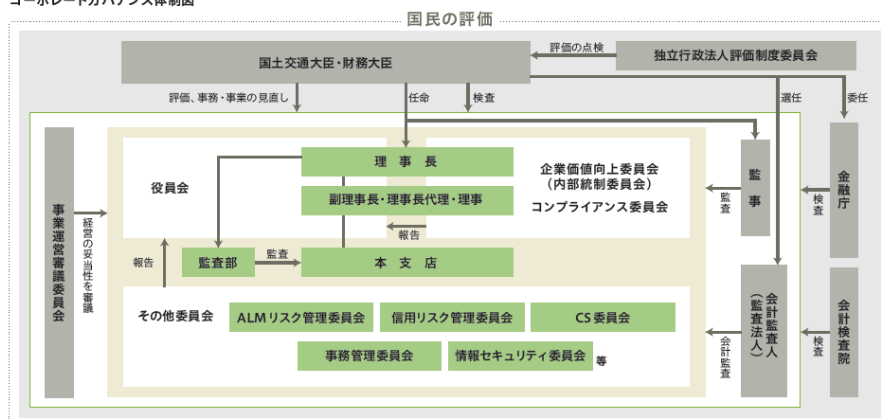 コーポレートガバナンス体制図
国民の評価
国土交通大臣・財務大臣
評価の点検
独立行政法人評価制度委員会
評価、事務・事業の見直し
任命
検査
選任
委任
事業運営審議委員会
経営の妥当性を審議
役員会
理事長
副理事長・理事長代理・理事
企業価値向上委員会
(内部統制委員会)
コンプライアンス委員会
監事
監査
金融庁
検査
報告
報告
監査部
監査
本支店
その他委員会
ALMリスク管理委員会
信用リスク管理委員会
CS委員会
事務管理委員会
情報セキュリティ委員会
等
会計監査
会計監査人
(監査法人)
検査
会計検査院